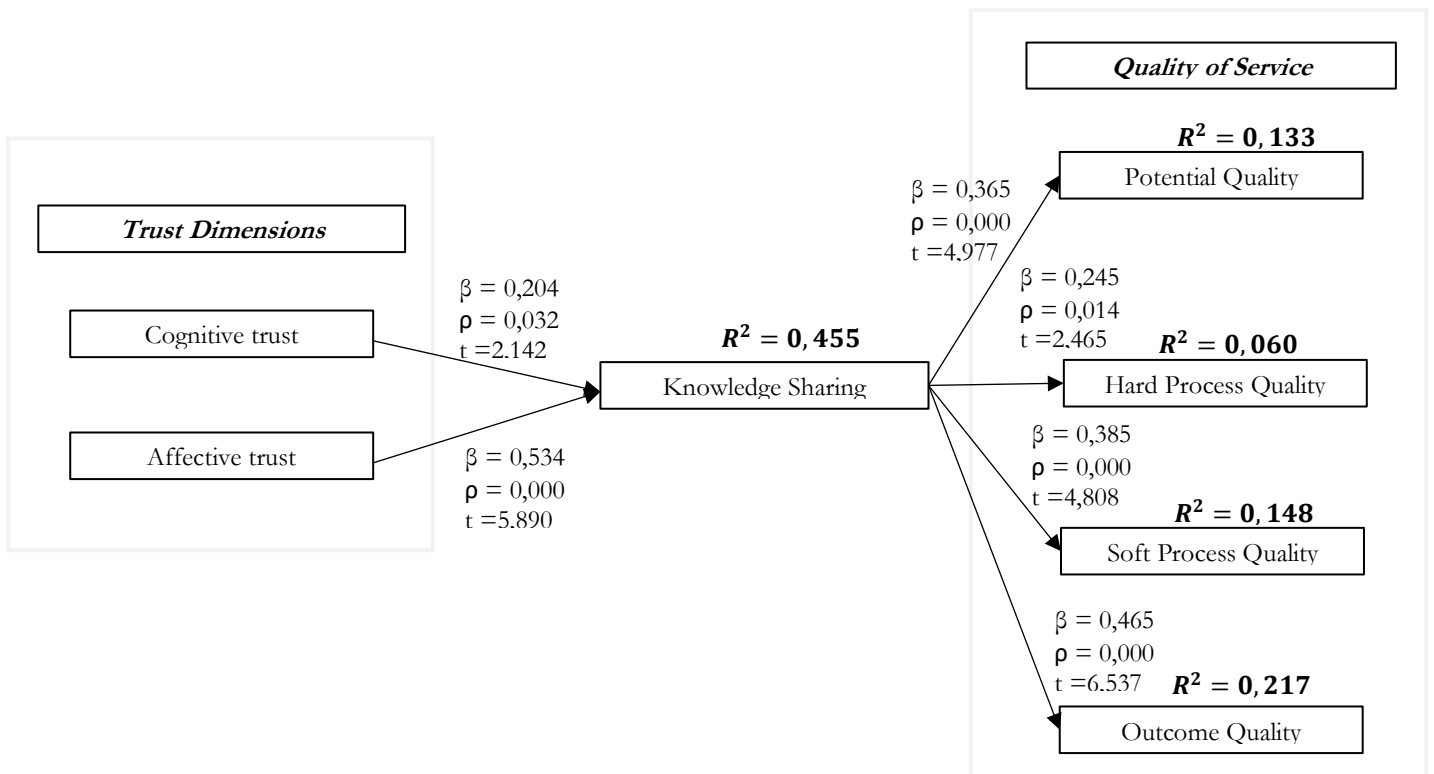 Quality of Service
R² = 0,133
Potential Quality
β = 0,365
ρ = 0,000
t =4,977
Trust Dimensions
β = 0,204
ρ = 0,032
t =2.142
Cognitive trust
R² = 0,455
Knowledge Sharing
β = 0,245
ρ = 0,014
t =2,465
R² = 0,060
Hard Process Quality
Affective trust
β = 0,534
ρ = 0,000
t =5.890
β = 0,385
ρ = 0,000
t =4,808
R² = 0,148
Soft Process Quality
β = 0,465
ρ = 0,000
t =6.537
R² = 0,217
Outcome Quality